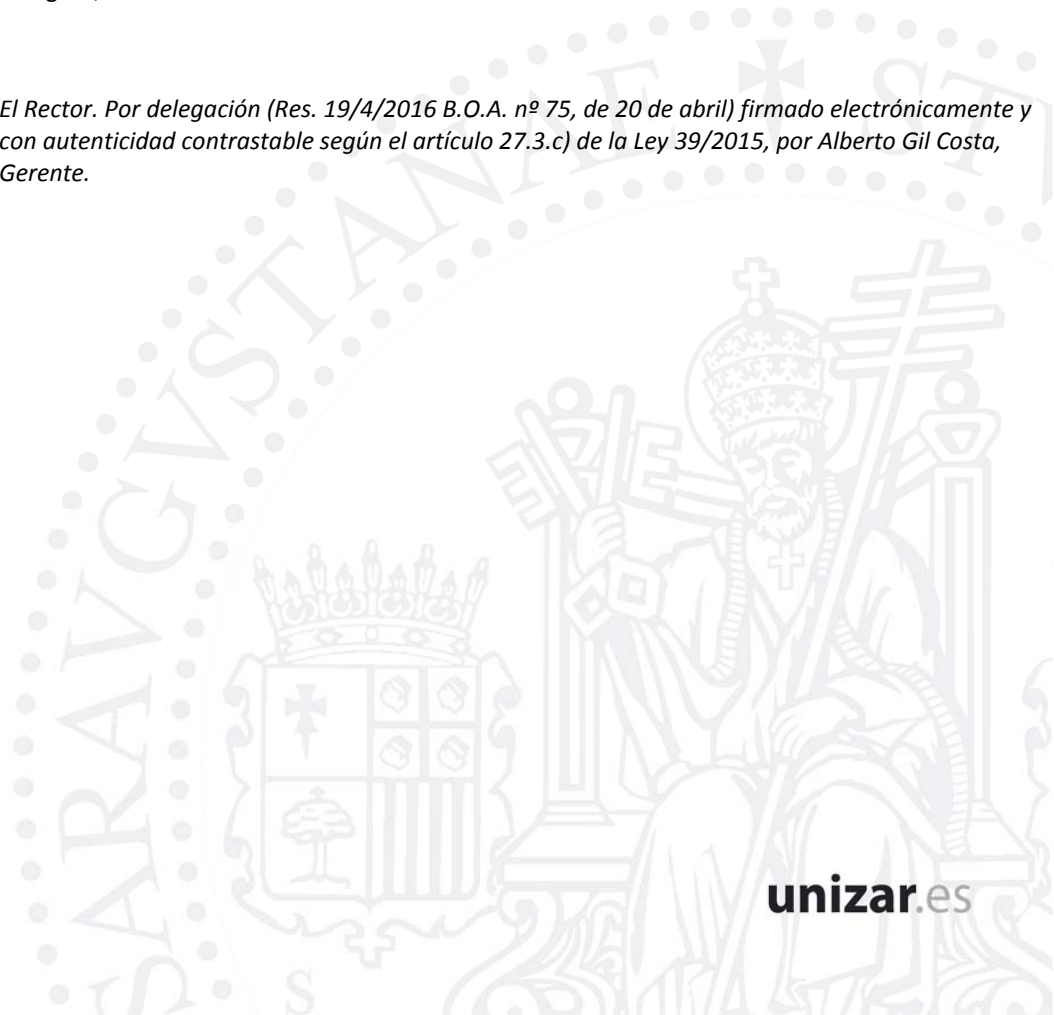 El Rector. Por delegación (Res. 19/4/2016 B.O.A. nº 75, de 20 de abril) firmado electrónicamente y
con autenticidad contrastable según el artículo 27.3.c) de la Ley 39/2015, por Alberto Gil Costa,
Gerente.
SARAVGVSTANAE
unizar.es
S